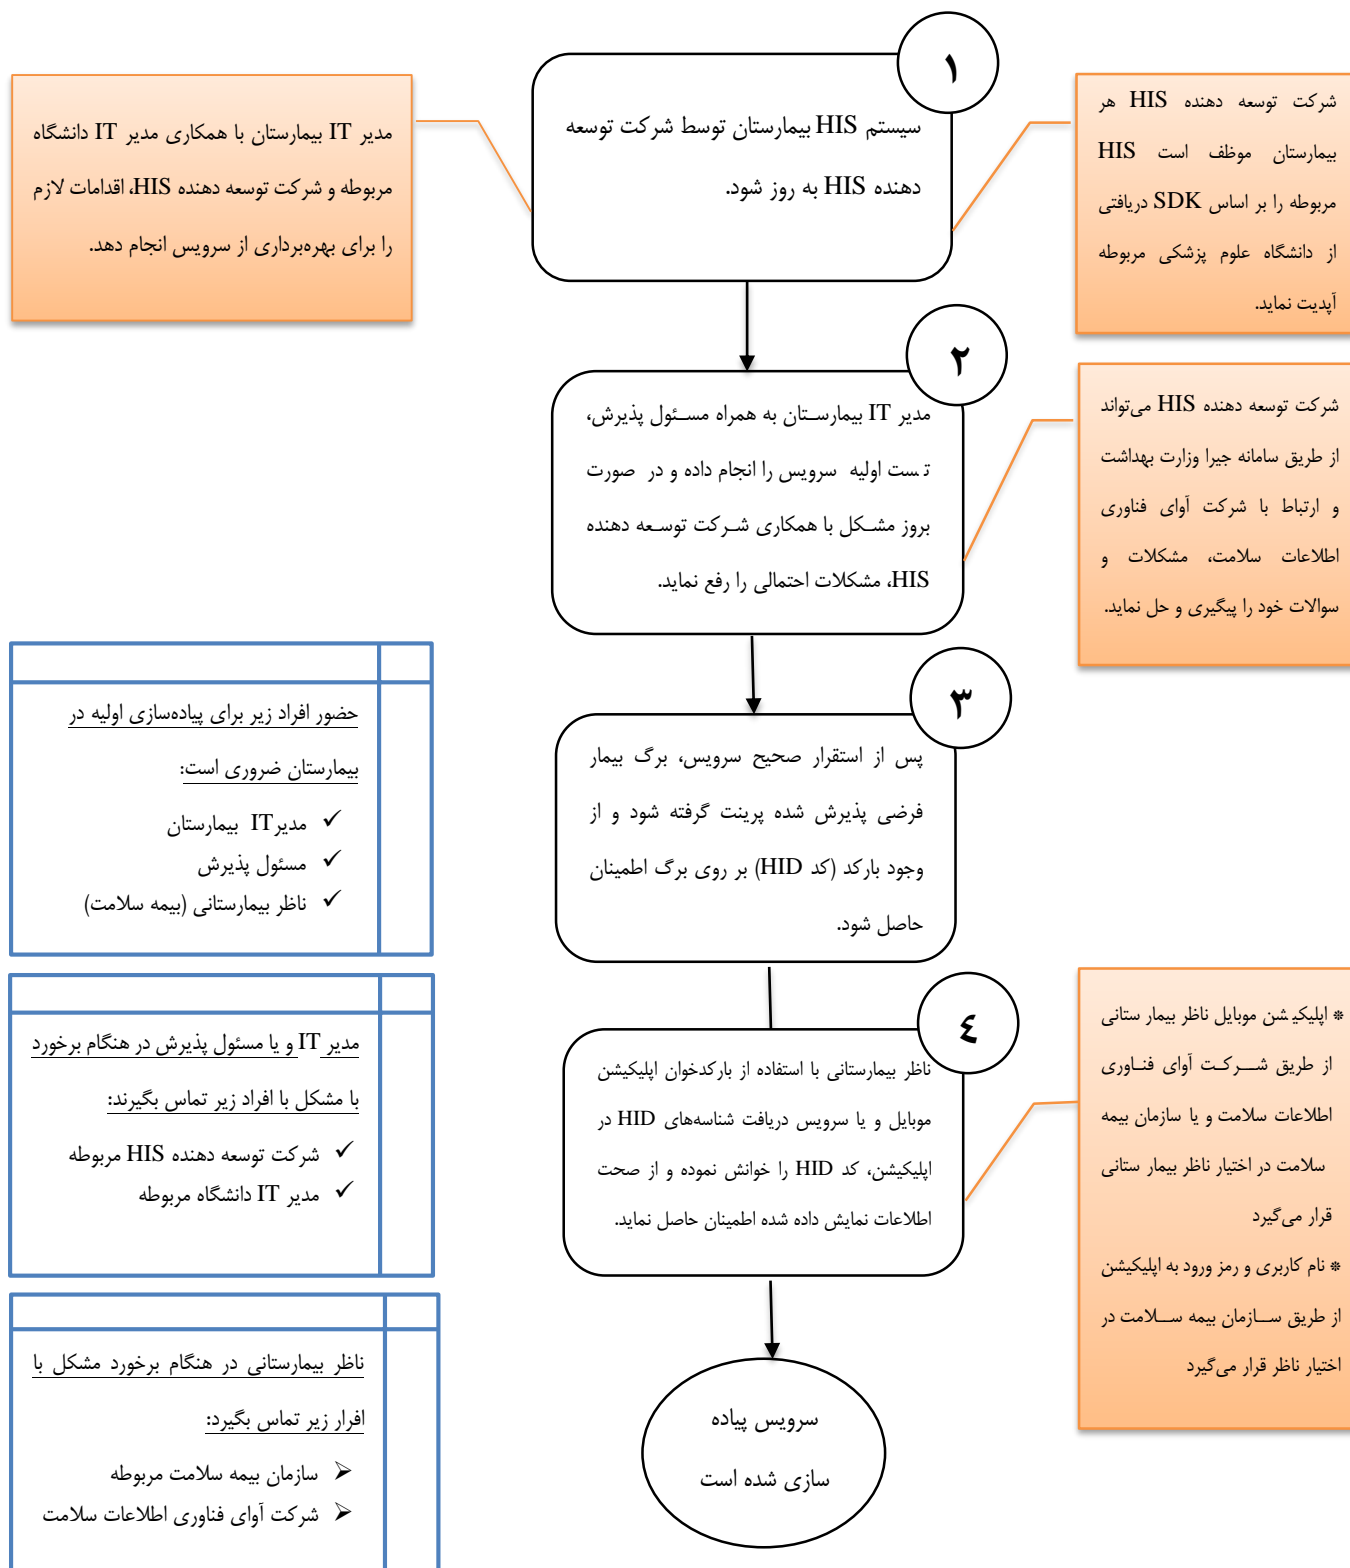 ۱
سیستم HIS بیمارستان توسط شرکت توسعه
دهنده HIS به روز شود.
شرکت توسعه دهنده HIS هر
بیمارستان موظف است HIS
مربوطه را بر اساس SDK دریافتی
از دانشگاه علوم پزشکی مربوطه
آپدیت نماید.
مدیر IT بیمارستان با همکاری مدیر IT دانشگاه
مربوطه و شرکت توسعه دهنده HIS، اقدامات لازم
را برای بهره‌برداری از سرویس انجام دهد.
۲
مدیر IT بیمارستان به همراه مسئول پذیرش،
تست اولیه سرویس را انجام داده و در صورت
بروز مشکل با همکاری شرکت توسعه دهنده
HIS، مشکلات احتمالی را رفع نماید.
شرکت توسعه دهنده HIS می‌تواند
از طریق سامانه جیرا وزارت بهداشت
و ارتباط با شرکت آوای فناوری
اطلاعات سلامت، مشکلات و
سوالات خود را پیگیری و حل نماید.
۳
پس از استقرار صحیح سرویس، برگ بیمار
فرضی پذیرش شده پرینت گرفته شود و از
وجود بارکد (کد HID) بر روی برگ اطمینان
حاصل شود.
حضور افراد زیر برای پیاده‌سازی اولیه در
بیمارستان ضروری است:
✓ مدیرIT بیمارستان
✓ مسئول پذیرش
✓ ناظر بیمارستانی (بیمه سلامت)
٤
ناظر بیمارستانی با استفاده از بارکدخوان اپلیکیشن
موبایل و یا سرویس دریافت شناسه‌های HID در
اپلیکیشن، کد HID را خوانش نموده و از صحت
اطلاعات نمایش داده شده اطمینان حاصل نماید.
* اپلیکیشن موبایل ناظر بیمارستانی
از طریق شرکت آوای فناوری
اطلاعات سلامت و یا سازمان بیمه
سلامت در اختیار ناظر بیمارستانی
قرار می‌گیرد
* نام کاربری و رمز ورود به اپلیکیشن
از طریق سازمان بیمه سلامت در
اختیار ناظر قرار می‌گیرد
مدیر IT و یا مسئول پذیرش در هنگام برخورد
با مشکل با افراد زیر تماس بگیرند:
✓ شرکت توسعه دهنده HIS مربوطه
✓ مدیر IT دانشگاه مربوطه
ناظر بیمارستانی در هنگام برخورد مشکل با
افرار زیر تماس بگیرد:
➢ سازمان بیمه سلامت مربوطه
➢ شرکت آوای فناوری اطلاعات سلامت
سرویس پیاده
سازی شده است